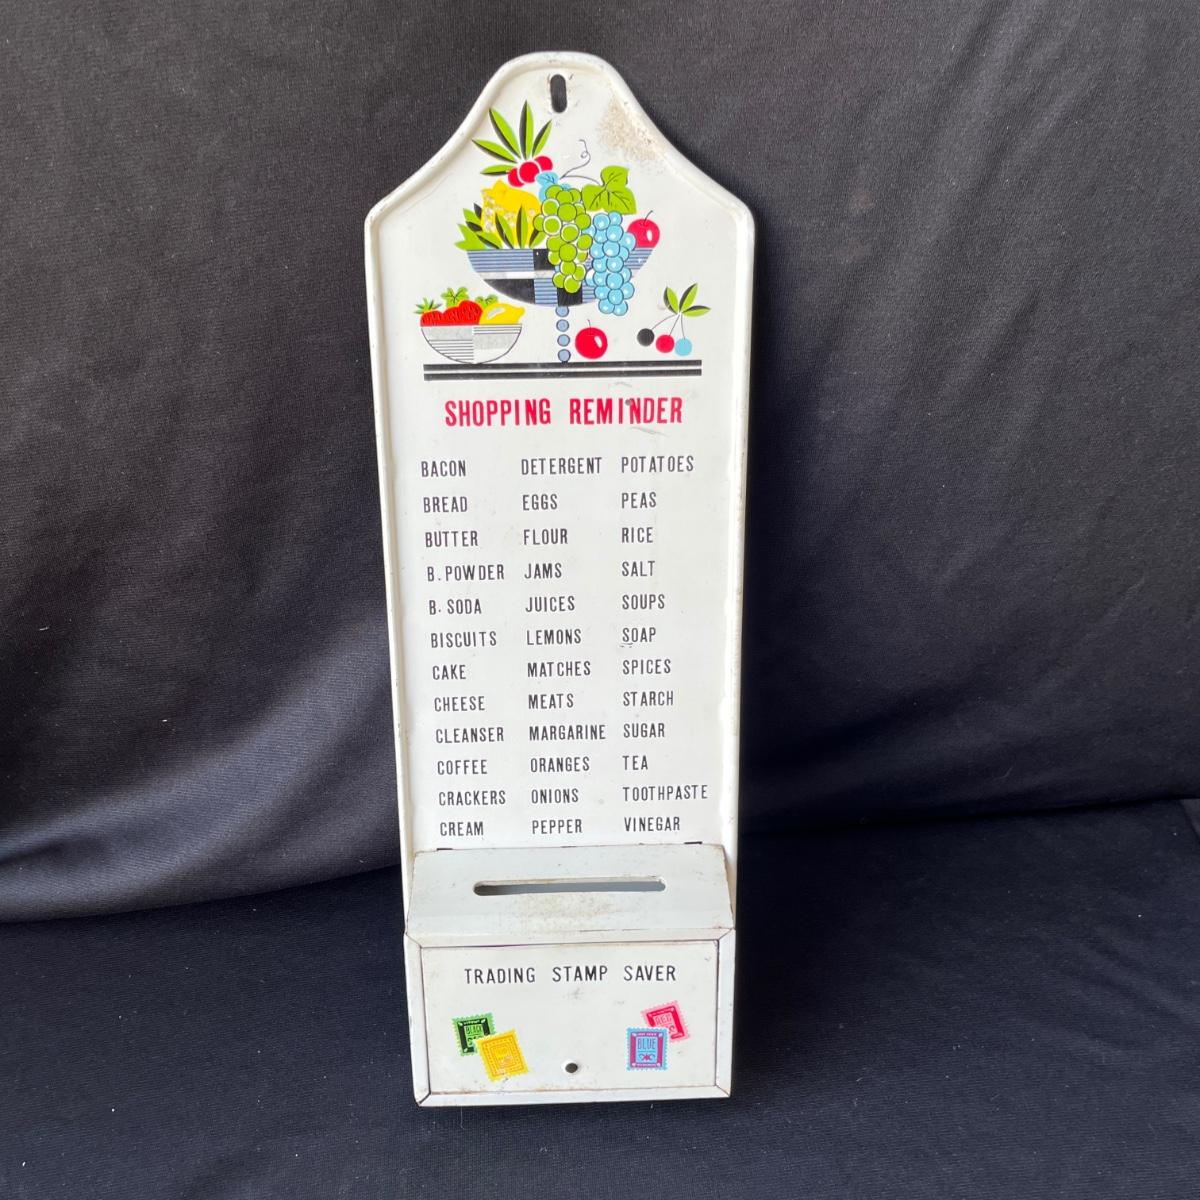 SHOPPING REMINDER
BACON DETERGENT POTATOES
BREAD EGGS PEAS
BUTTER FLOUR RICE
B. POWDER JAMS SALT
B. SODA JUICES SOUPS
BISCUITS LEMONS SOAP
CAKE MATCHES SPICES
CHEESE MEATS STARCH
CLEANSER MARGARINE SUGAR
COFFEE ORANGES TEA
CRACKERS ONIONS TOOTHPASTE
CREAM PEPPER VINEGAR
TRADING STAMP SAVER
RED
BLUE